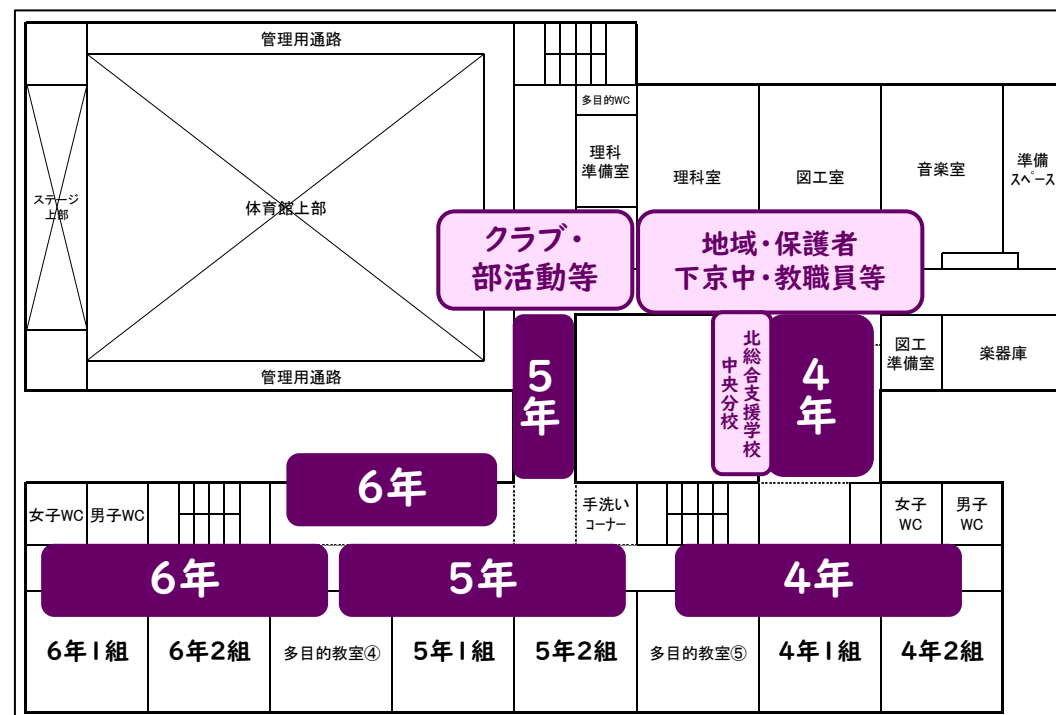 管理用通路
多目的WC
理科
準備室
理科室
図工室
音楽室
準備
スペース
ステージ
上部
体育館上部
クラブ・
部活動等
地域・保護者
下京中・教職員等
管理用通路
5年
北総合支援学校
中央分校
4年
図工
準備室
楽器庫
6年
女子WC
男子WC
手洗い
コーナー
女子
WC
男子
WC
6年
5年
4年
6年1組
6年2組
多目的教室④
5年1組
5年2組
多目的教室⑤
4年1組
4年2組